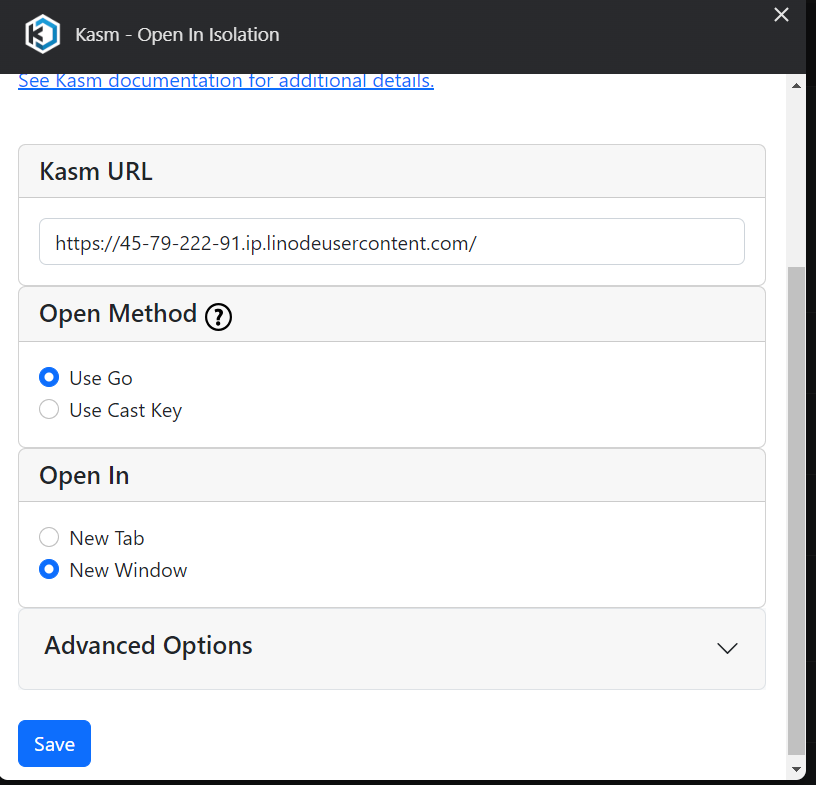 Kasm - Open In Isolation
See Kasm documentation for additional details.
Kasm URL
https://45-79-222-91.ip.linodeusercontent.com/
Open Method ?
Use Go
Use Cast Key
Open In
New Tab
New Window
Advanced Options
Save